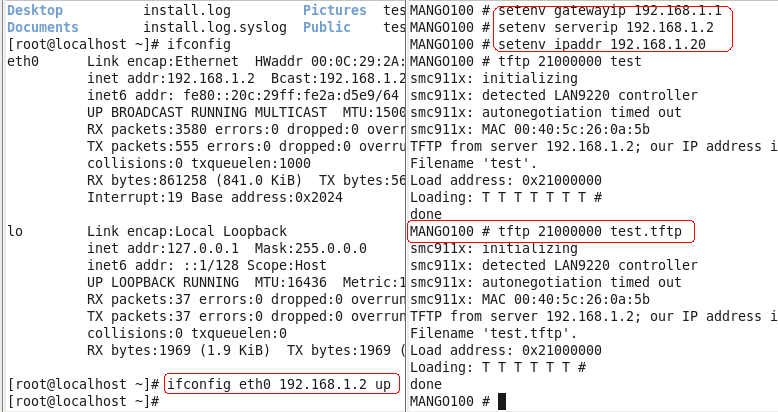 Desktop install.log Pictures tes
Documents install.log.syslog Public tes
[root@localhost ~]# ifconfig
eth0 Link encap:Ethernet HWaddr 00:0C:29:2A:
inet addr:192.168.1.2 Bcast:192.168.1.2
inet6 addr: fe80::20c:29ff:fe2a:d5e9/64
UP BROADCAST RUNNING MULTICAST MTU:1500
RX packets:3580 errors:0 dropped:0 overr
TX packets:555 errors:0 dropped:0 overru
collisions:0 txqueuelen:1000
RX bytes:861258 (841.0 KiB) TX bytes:56
Interrupt:19 Base address:0x2024
lo Link encap:Local Loopback
inet addr:127.0.0.1 Mask:255.0.0.0
inet6 addr: ::1/128 Scope:Host
UP LOOPBACK RUNNING MTU:16436 Metric:1
RX packets:37 errors:0 dropped:0 overrun
TX packets:37 errors:0 dropped:0 overrun
collisions:0 txqueuelen:0
RX bytes:1969 (1.9 KiB) TX bytes:1969 (
[root@localhost ~]# ifconfig eth0 192.168.1.2 up
[root@localhost ~]#
MANGO100 # setenv gatewayip 192.168.1.1
MANGO100 # setenv serverip 192.168.1.2
MANGO100 # setenv ipaddr 192.168.1.20
MANGO100 # tftp 21000000 test
smc911x: initializing
smc911x: detected LAN9220 controller
smc911x: autonegotiation timed out
smc911x: MAC 00:40:5c:26:0a:5b
TFTP from server 192.168.1.2; our IP address i
Filename 'test'.
Load address: 0x21000000
Loading: T T T T T T T #
done
MANGO100 # tftp 21000000 test.tftp
smc911x: initializing
smc911x: detected LAN9220 controller
smc911x: autonegotiation timed out
smc911x: MAC 00:40:5c:26:0a:5b
TFTP from server 192.168.1.2; our IP address i
Filename 'test.tftp'.
Load address: 0x21000000
Loading: T T T T T T #
done
MANGO100 #